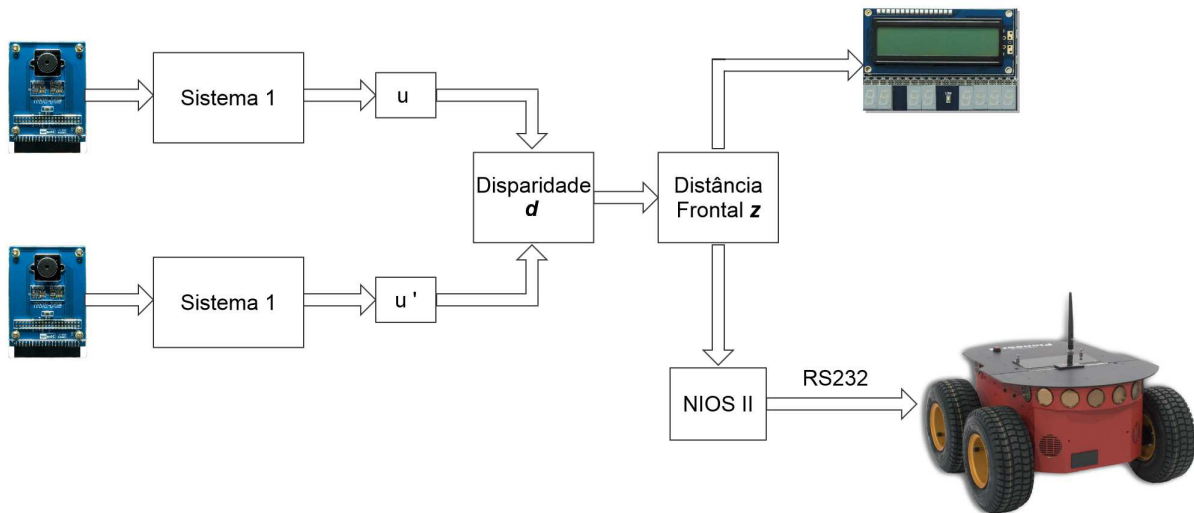 Sistema 1
u
Disparidade
d
Distância
Frontal z
Sistema 1
u '
NIOS II
RS232